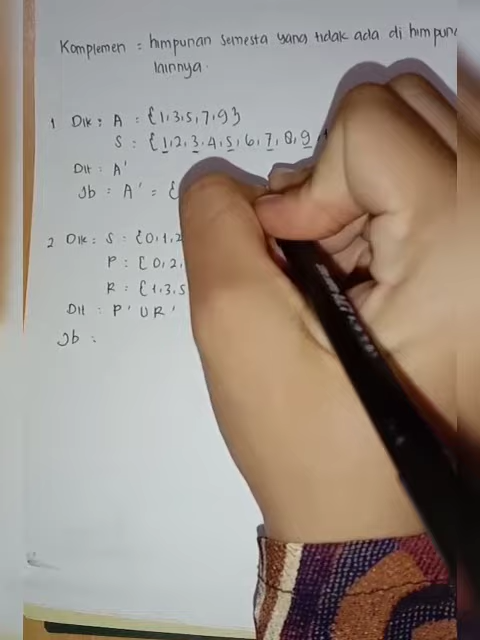 Komplemen = himpunan semesta yang tidak ada di himpuna
lainnya.
1 Dik : A = {1,3,5,7,9}
S : {1,2,3,4,5,6,7,8,9
Dit : A'
Jb : A' = {
2 Dik : S : {0,1,2
P : {0,2,
R : {1,3,5
Dit : P' U R'
Jb :